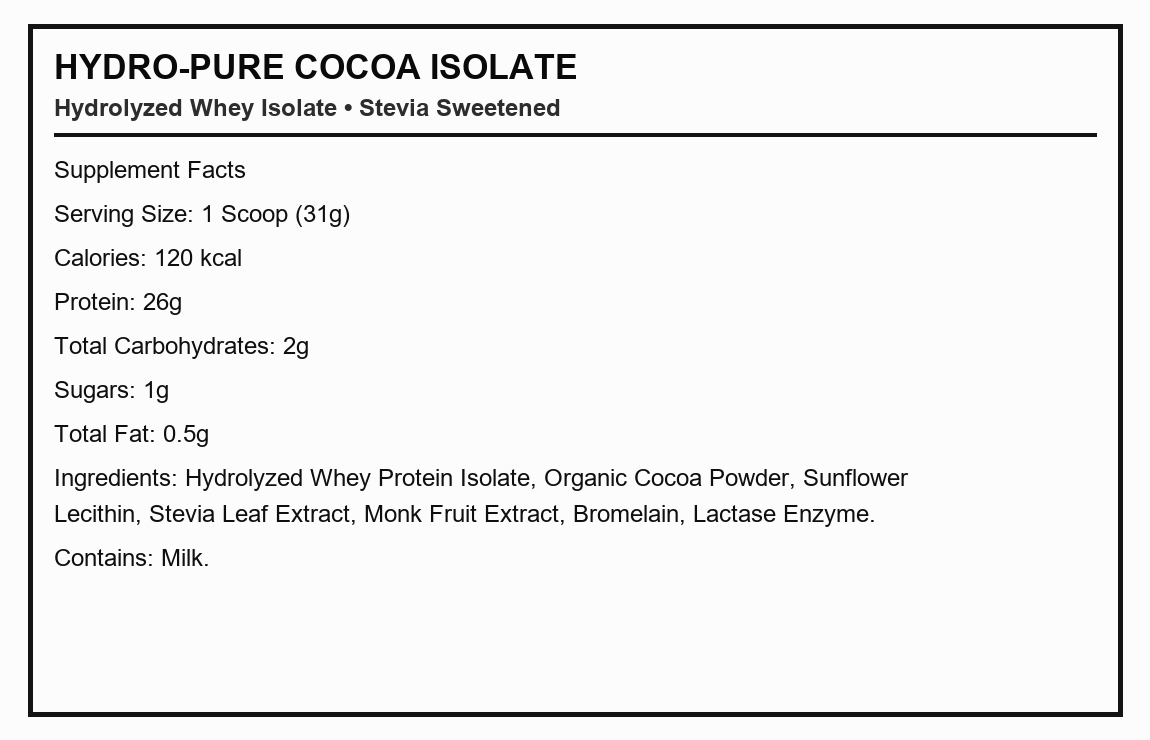 HYDRO-PURE COCOA ISOLATE
Hydrolyzed Whey Isolate • Stevia Sweetened
Supplement Facts
Serving Size: 1 Scoop (31g)
Calories: 120 kcal
Protein: 26g
Total Carbohydrates: 2g
Sugars: 1g
Total Fat: 0.5g
Ingredients: Hydrolyzed Whey Protein Isolate, Organic Cocoa Powder, Sunflower
Lecithin, Stevia Leaf Extract, Monk Fruit Extract, Bromelain, Lactase Enzyme.
Contains: Milk.